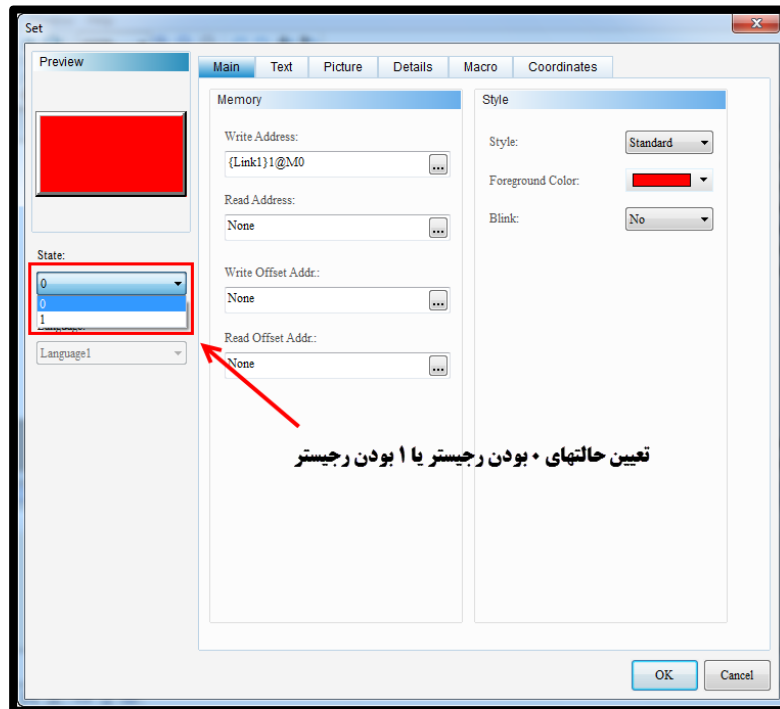 Set
Preview
Main Text Picture Details Macro Coordinates
Memory
Style
Write Address:
{Link1}1@M0
...
Style:
Standard
Read Address:
Foreground Color:
None
...
Blink:
No
State:
0
0
1
Write Offset Addr.:
None
...
Language:
Language1
Read Offset Addr.:
None
...
تعیین حالتهای ۰ بودن رجیستر یا ۱ بودن رجیستر
OK
Cancel